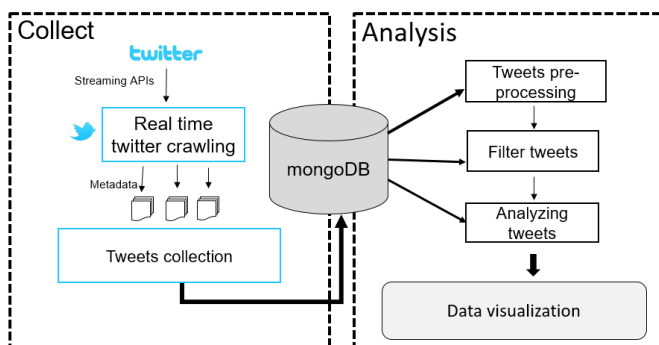 Collect
twitter
Streaming APIs
Real time
twitter crawling
Metadata
Tweets collection
mongoDB
Analysis
Tweets pre-
processing
Filter tweets
Analyzing
tweets
Data visualization